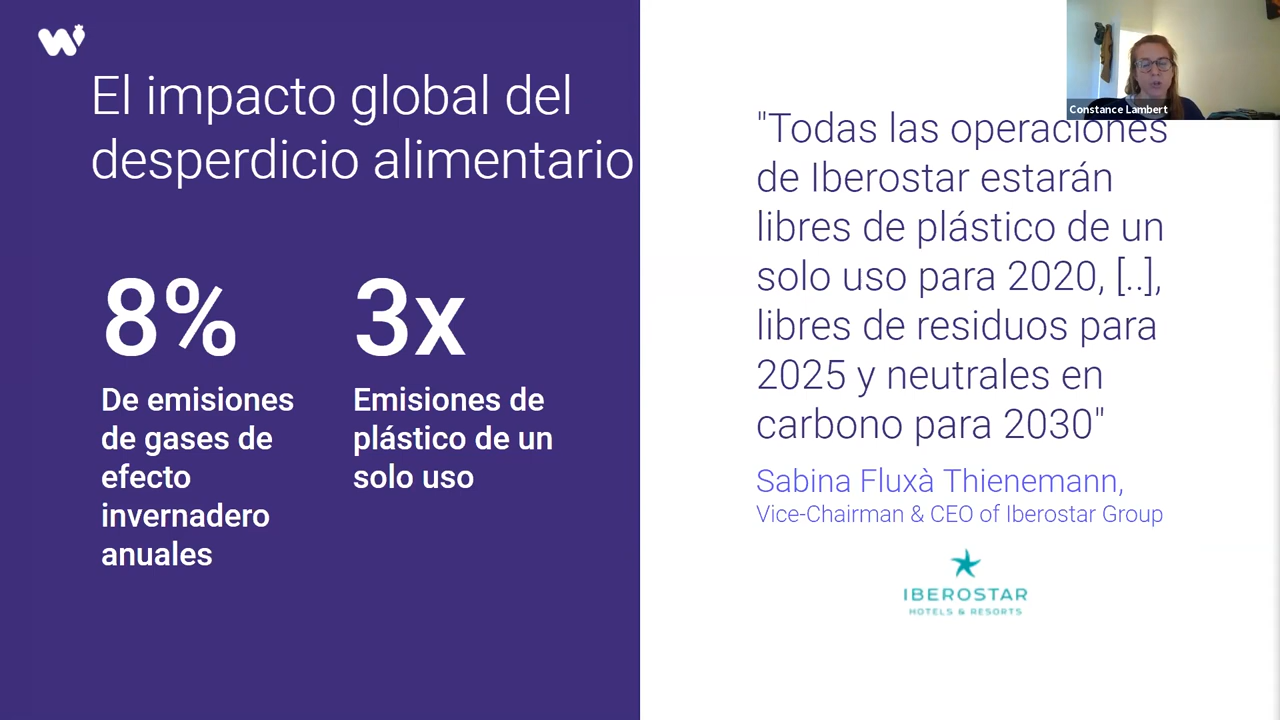 El impacto global del
desperdicio alimentario
8%
De emisiones
de gases de
efecto
invernadero
anuales
3x
Emisiones de
plástico de un
solo uso
Constance Lambert
"Todas las operaciones
de Iberostar estarán
libres de plástico de un
solo uso para 2020, [..],
libres de residuos para
2025 y neutrales en
carbono para 2030"
Sabina Fluxà Thienemann,
Vice-Chairman & CEO of Iberostar Group
IBEROSTAR
HOTELS & RESORTS